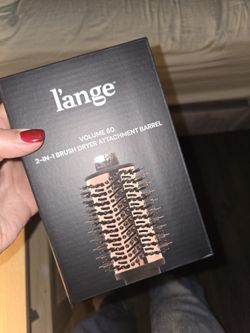 l'ange
VOLUME 60
2-IN-1 BRUSH DRYER ATTACHMENT BARREL